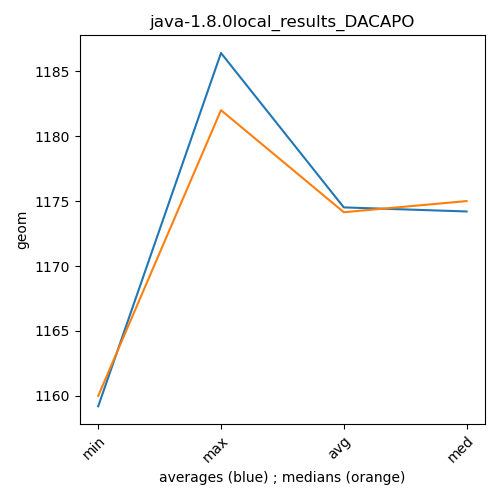 java-1.8.0local_results_DACAPO
1185
1180
1175
1170
1165
1160
geom
min
max
avg
med
averages (blue) ; medians (orange)